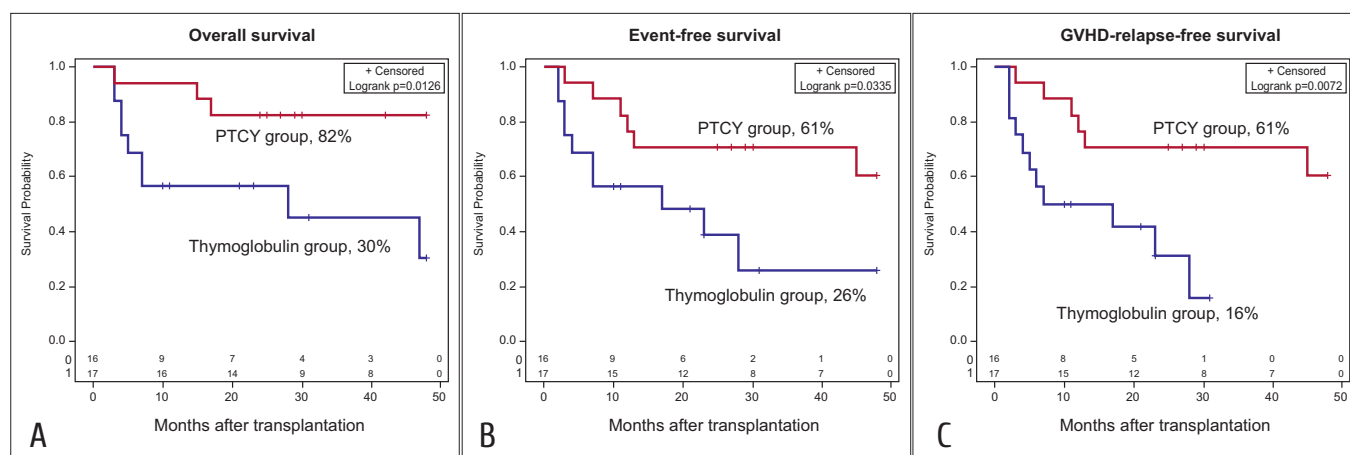 Overall survival
+ Censored
Logrank p=0.0126
Survival Probability
1.0
0.8
0.6
0.4
0.2
0.0
PTCY group, 82%
Thymoglobulin group, 30%
0 16 9 7 4 3 0
1 17 16 14 9 8 0
0 10 20 30 40 50
Months after transplantation
A
Event-free survival
+ Censored
Logrank p=0.0335
Survival Probability
1.0
0.8
0.6
0.4
0.2
0.0
PTCY group, 61%
Thymoglobulin group, 26%
0 16 9 6 2 1 0
1 17 15 12 8 7 0
0 10 20 30 40 50
Months after transplantation
B
GVHD-relapse-free survival
+ Censored
Logrank p=0.0072
Survival Probability
1.0
0.8
0.6
0.4
0.2
0.0
PTCY group, 61%
Thymoglobulin group, 16%
0 16 8 5 1 0 0
1 17 15 12 8 7 0
0 10 20 30 40 50
Months after transplantation
C